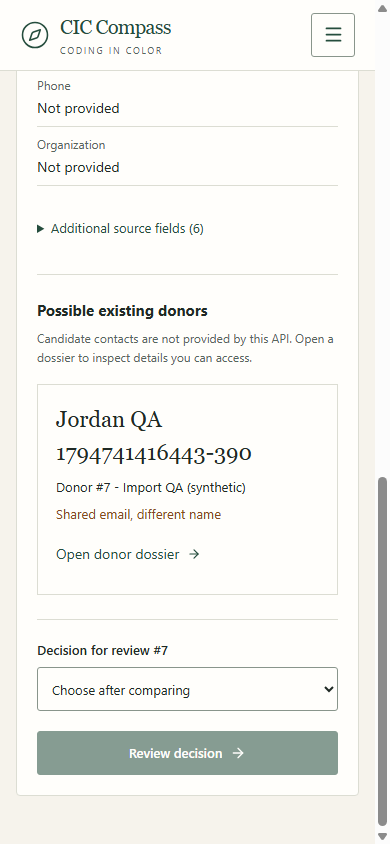 CIC Compass
CODING IN COLOR
Phone
Not provided
Organization
Not provided
Additional source fields (6)
Possible existing donors
Candidate contacts are not provided by this API. Open a
dossier to inspect details you can access.
Jordan QA
1794741416443-390
Donor #7 - Import QA (synthetic)
Shared email, different name
Open donor dossier
Decision for review #7
Choose after comparing
Review decision